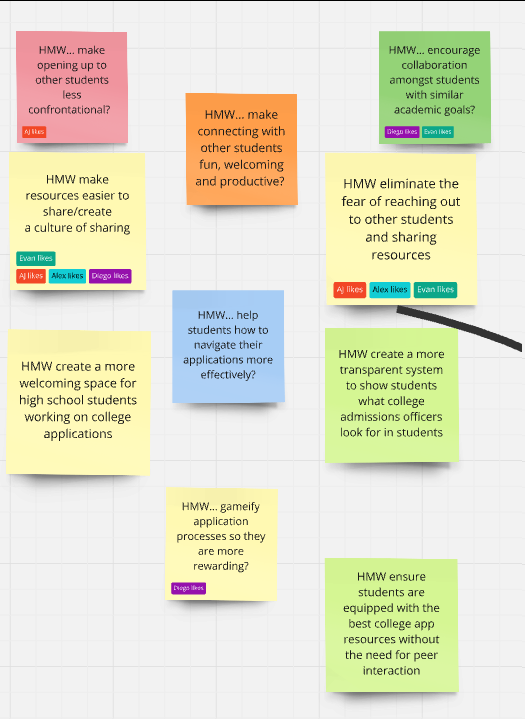 HMW... make
opening up to
other students
less
confrontational?
AJ likes
HMW... make
connecting with
other students
fun, welcoming
and productive?
HMW... encourage
collaboration
amongst students
with similar
academic goals?
Diego likes Evan likes
HMW make
resources easier to
share/create
a culture of sharing
Evan likes
AJ likes Alex likes Diego likes
HMW eliminate the
fear of reaching out
to other students
and sharing
resources
AJ likes Alex likes Evan likes
HMW... help
students how to
navigate their
applications more
effectively?
HMW create a more
welcoming space for
high school students
working on college
applications
HMW create a more
transparent system
to show students
what college
admissions officers
look for in students
HMW... gameify
application
processes so they
are more
rewarding?
Diego likes
HMW ensure
students are
equipped with the
best college app
resources without
the need for peer
interaction